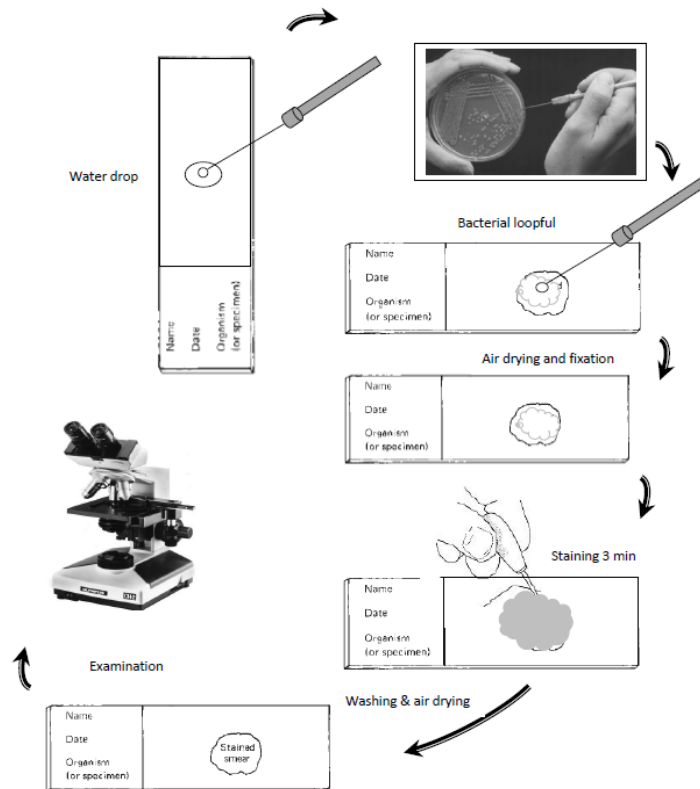 Water drop
Name
Date
Organism
(or specimen)
Bacterial loopful
Name
Date
Organism
(or specimen)
Air drying and fixation
Name
Date
Organism
(or specimen)
Staining 3 min
Name
Date
Organism
(or specimen)
Washing & air drying
Examination
Name
Date
Organism
(or specimen)
Stained
smear